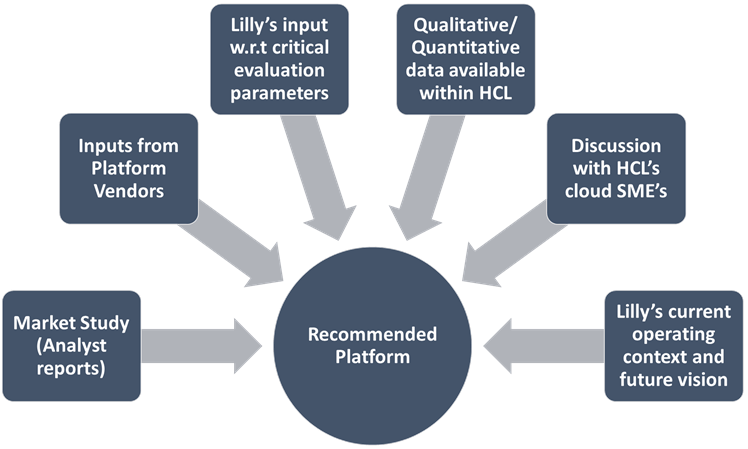 Lilly's input
w.r.t critical
evaluation
parameters
Qualitative/
Quantitative
data available
within HCL
Inputs from
Platform
Vendors
Discussion
with HCL's
cloud SME's
Market Study
(Analyst
reports)
Recommended
Platform
Lilly's current
operating
context and
future vision